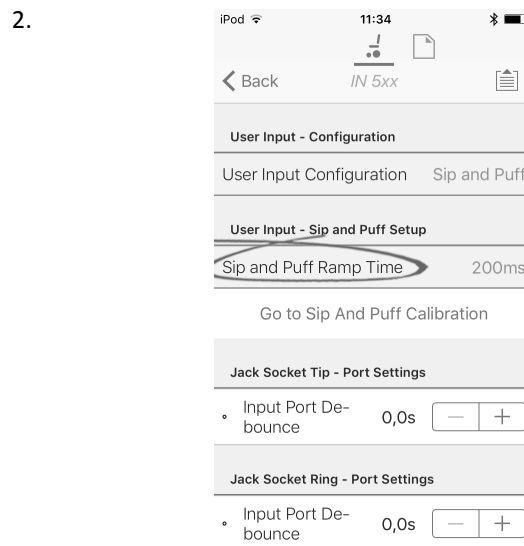 2.
iPod 11:34
Back IN 5xx
User Input - Configuration
User Input Configuration Sip and Puff
User Input - Sip and Puff Setup
Sip and Puff Ramp Time 200ms
Go to Sip And Puff Calibration
Jack Socket Tip - Port Settings
Input Port De-
bounce 0,0s — +
Jack Socket Ring - Port Settings
Input Port De-
bounce 0,0s — +